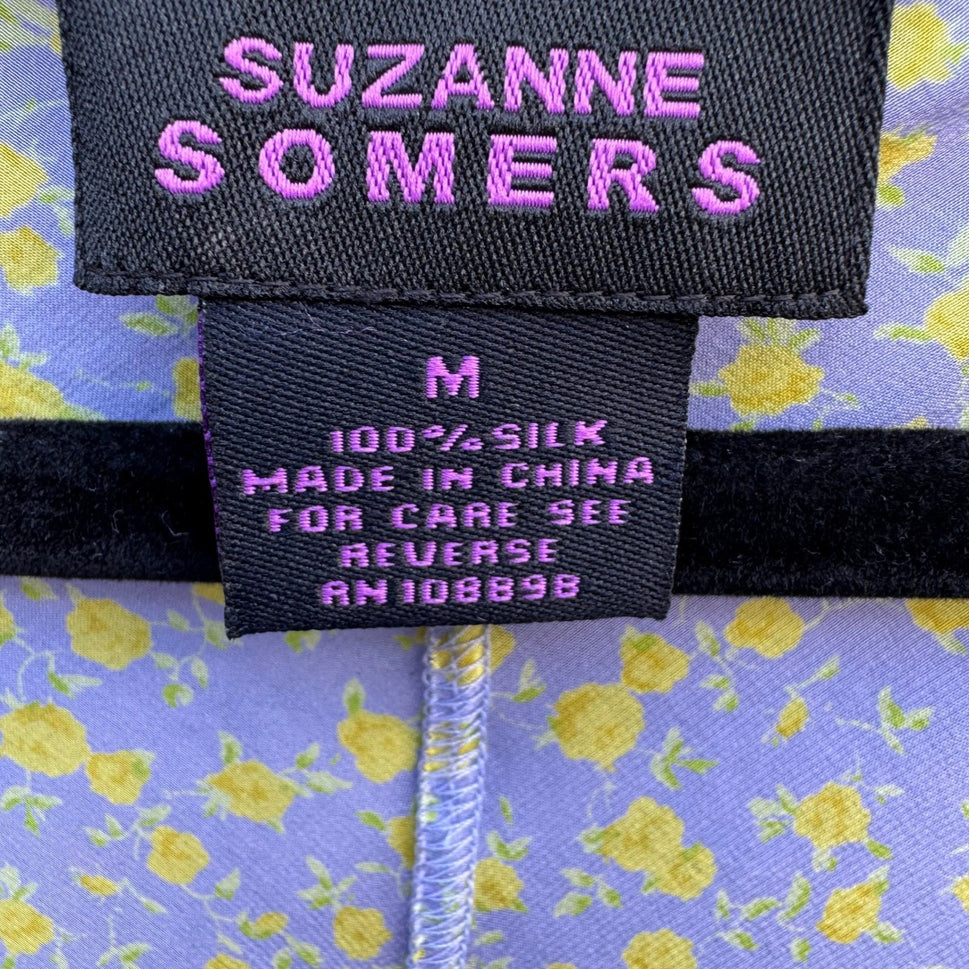 SUZANNE
SOMERS
M
100% SILK
MADE IN CHINA
FOR CARE SEE
REVERSE
RN108898